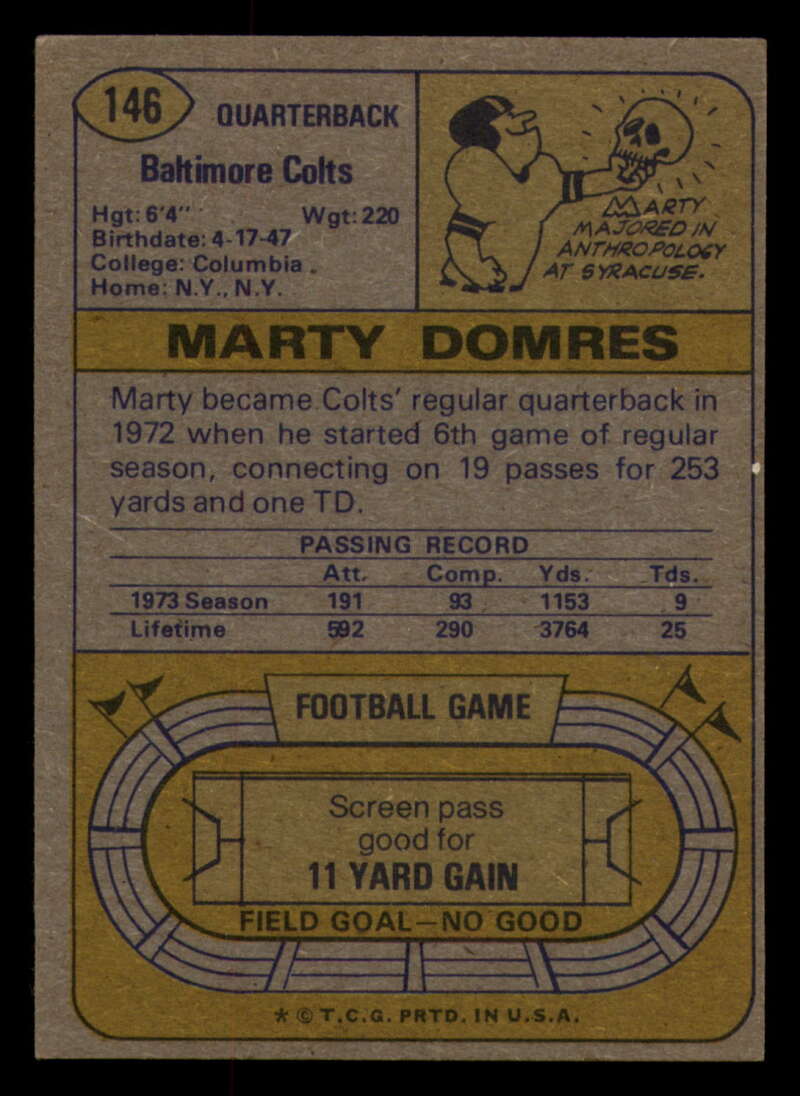 146
QUARTERBACK
Baltimore Colts
Hgt: 6'4" Wgt: 220
Birthdate: 4-17-47
College: Columbia
Home: N.Y., N.Y.
MARTY
MAJORED IN
ANTHROPOLOGY
AT SYRACUSE.
MARTY DOMRES
Marty became Colts' regular quarterback in
1972 when he started 6th game of regular
season, connecting on 19 passes for 253
yards and one TD.
PASSING RECORD
Att. Comp. Yds. Tds.
1973 Season 191 93 1153 9
Lifetime 592 290 3764 25
FOOTBALL GAME
Screen pass
good for
11 YARD GAIN
FIELD GOAL—NO GOOD
* © T.C.G. PRTD. IN U.S.A.